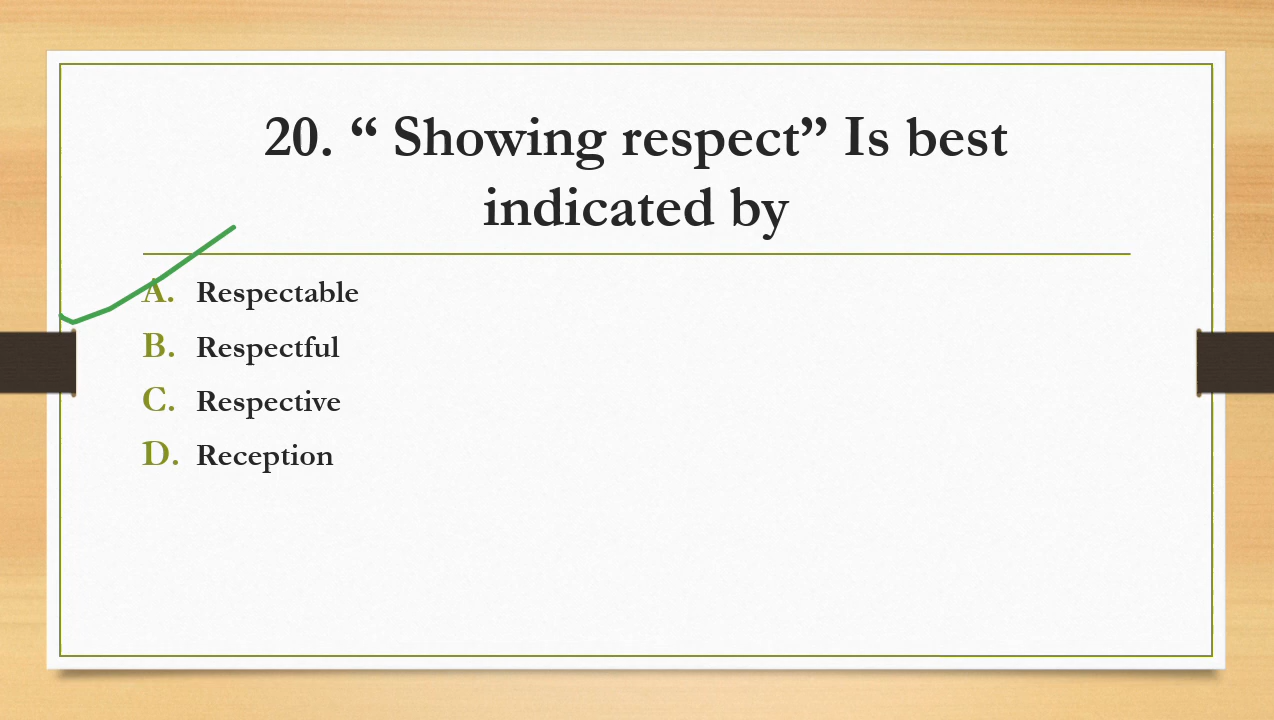 20. “ Showing respect” Is best
indicated by
A. Respectable
B. Respectful
C. Respective
D. Reception